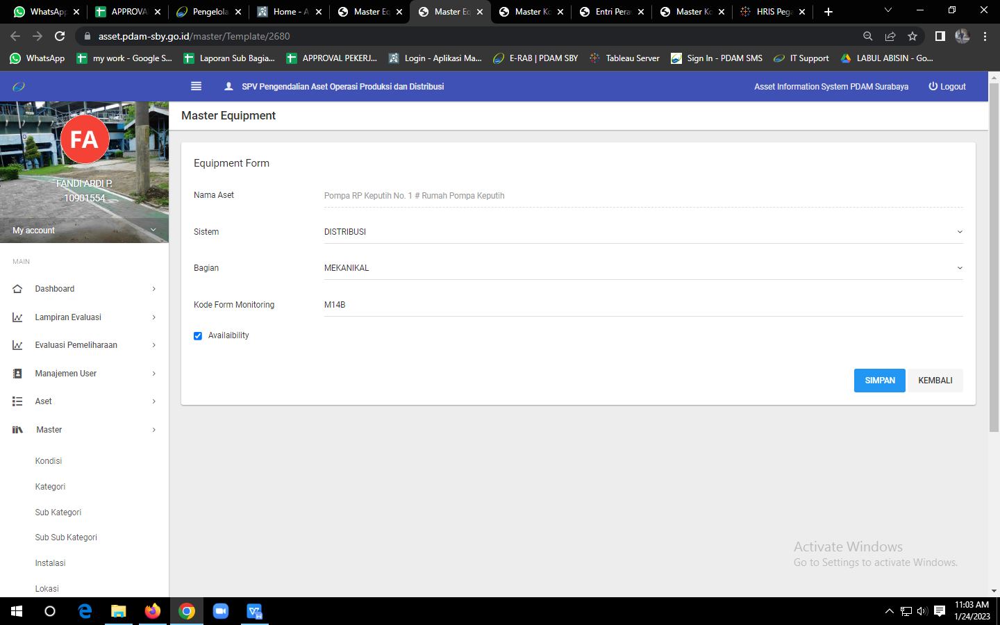 WhatsApp
APPROVA
Pengelola
Home - A
Master Eq
Master Eq
Master Ko
Entri Pera
Master Ko
HRIS Pega
asset.pdam-sby.go.id/master/Template/2680
WhatsApp
my work - Google S...
Laporan Sub Bagia...
APPROVAL PEKERJ...
Login - Aplikasi Ma...
E-RAB | PDAM SBY
Tableau Server
Sign In - PDAM SMS
IT Support
LABUL ABISIN - Go...
SPV Pengendalian Aset Operasi Produksi dan Distribusi
Asset Information System PDAM Surabaya
Logout
FA
FANDI ARDI P.
10901554
My account
MAIN
Dashboard
Lampiran Evaluasi
Evaluasi Pemeliharaan
Manajemen User
Aset
Master
Kondisi
Kategori
Sub Kategori
Sub Sub Kategori
Instalasi
Lokasi
Master Equipment
Equipment Form
Nama Aset
Pompa RP Keputih No. 1 # Rumah Pompa Keputih
Sistem
DISTRIBUSI
Bagian
MEKANIKAL
Kode Form Monitoring
M14B
Availaibility
SIMPAN
KEMBALI
Activate Windows
Go to Settings to activate Windows.
11:03 AM
1/24/2023